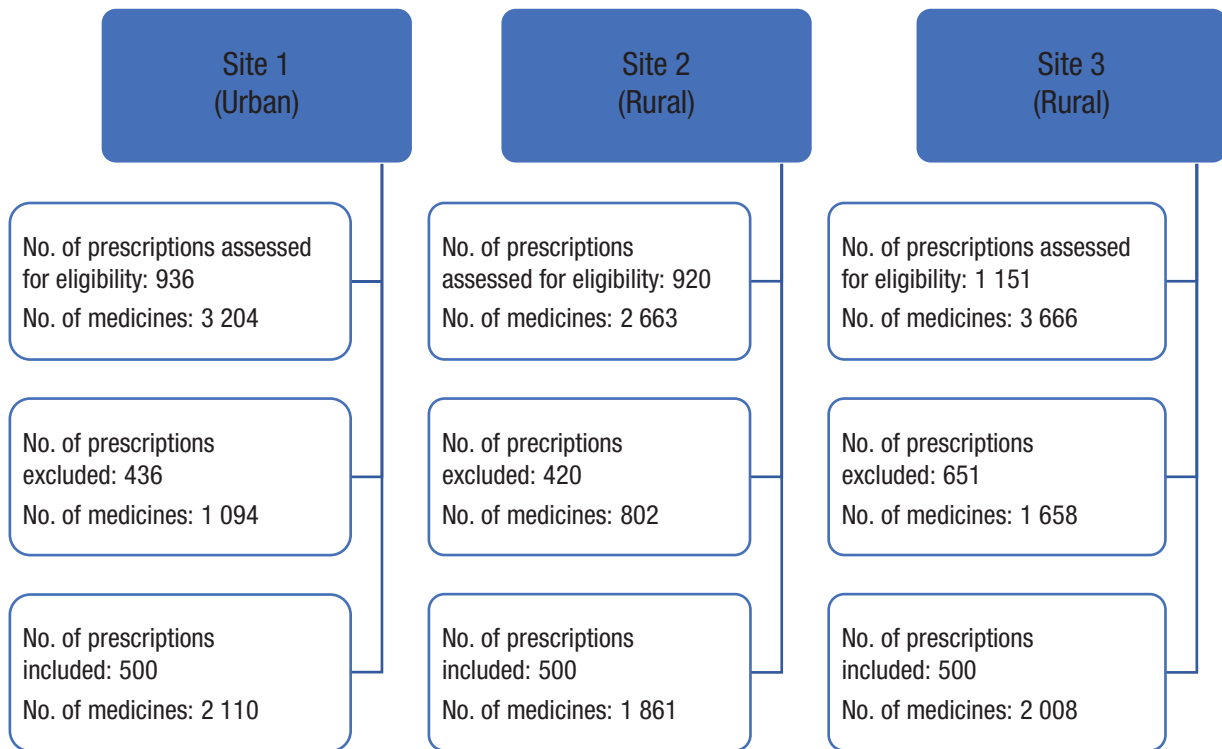 Site 1
(Urban)
Site 2
(Rural)
Site 3
(Rural)
No. of prescriptions assessed
for eligibility: 936
No. of medicines: 3 204
No. of prescriptions
assessed for eligibility: 920
No. of medicines: 2 663
No. of prescriptions assessed
for eligibility: 1 151
No. of medicines: 3 666
No. of prescriptions
excluded: 436
No. of medicines: 1 094
No. of precriptions
excluded: 420
No. of medicines: 802
No. of prescriptions
excluded: 651
No. of medicines: 1 658
No. of prescriptions
included: 500
No. of medicines: 2 110
No. of prescriptions
included: 500
No. of medicines: 1 861
No. of prescriptions
included: 500
No. of medicines: 2 008